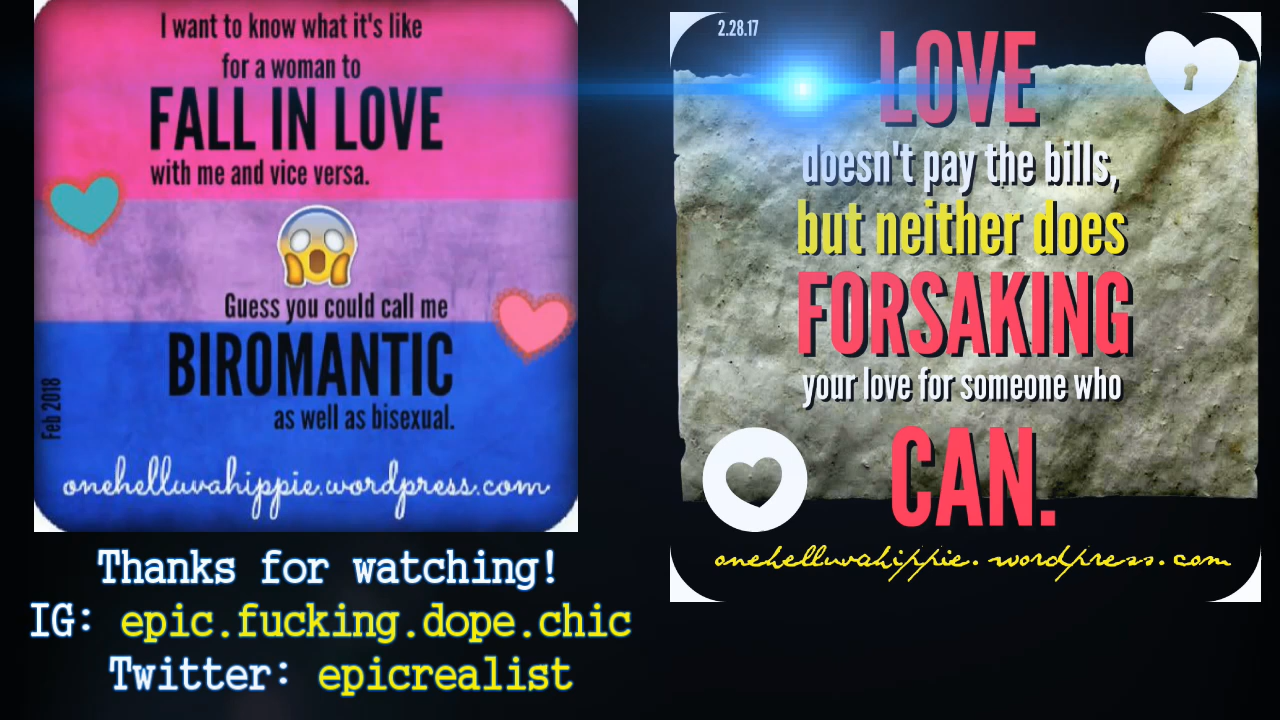 I want to know what it's like
for a woman to
FALL IN LOVE
with me and vice versa.
Guess you could call me
BIROMANTIC
as well as bisexual.
Feb 2018
onehelluvahippie.wordpress.com
Thanks for watching!
IG: epic.fucking.dope.chic
Twitter: epicrealist
2.28.17
LOVE
doesn't pay the bills,
but neither does
FORSAKING
your love for someone who
CAN.
onehelluvahippie.wordpress.com